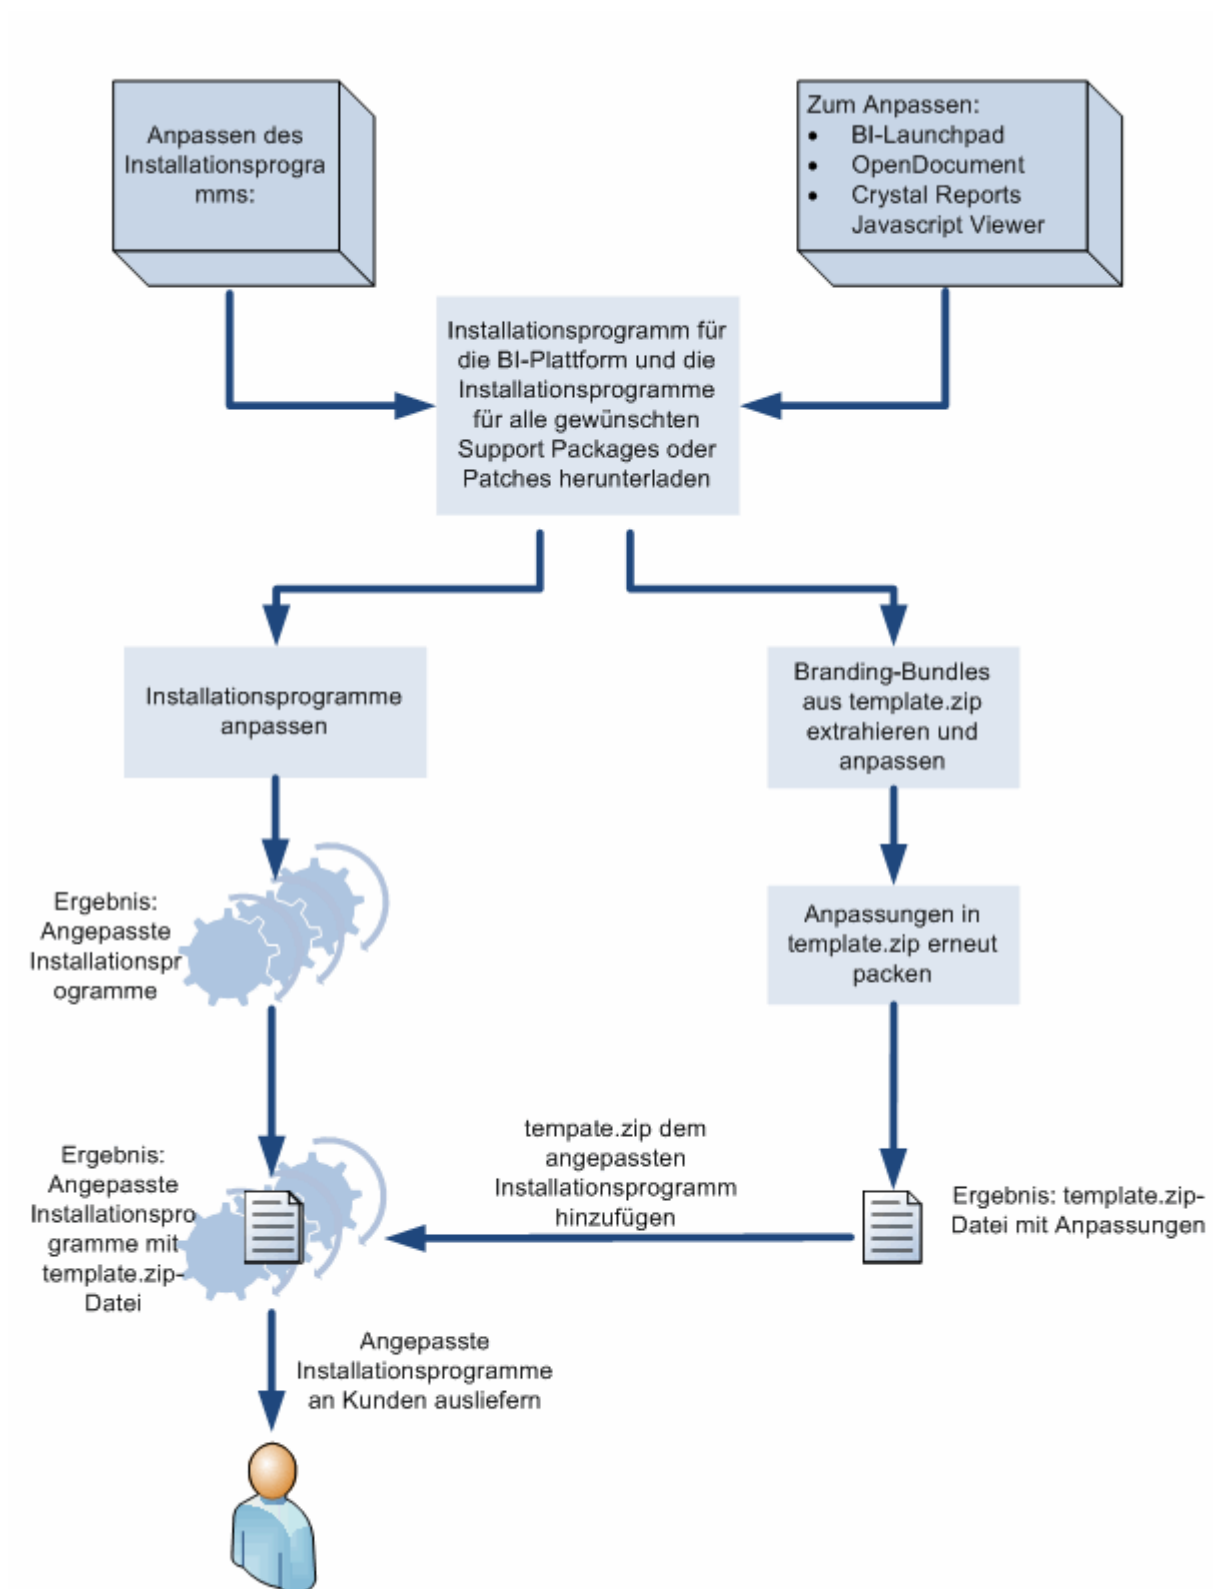 Anpassen des
Installationsprogra
mms:
Zum Anpassen:
• BI-Launchpad
• OpenDocument
• Crystal Reports
Javascript Viewer
Installationsprogramm für
die BI-Plattform und die
Installationsprogramme
für alle gewünschten
Support Packages oder
Patches herunterladen
Installationsprogramme
anpassen
Branding-Bundles
aus template.zip
extrahieren und
anpassen
Ergebnis:
Angepasste
Installationspr
ogramme
Anpassungen in
template.zip erneut
packen
tempate.zip dem
angepassten
Installationsprogramm
hinzufügen
Ergebnis:
Angepasste
Installationspro
gramme mit
template.zip-
Datei
Ergebnis: template.zip-
Datei mit Anpassungen
Angepasste
Installationsprogramme
an Kunden ausliefern